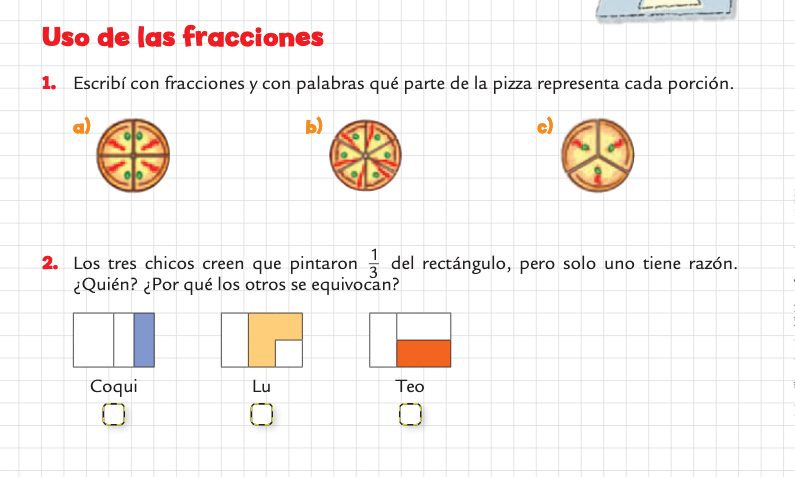 Uso de las fracciones
1. Escribí con fracciones y con palabras qué parte de la pizza representa cada porción.
a) b) c)
2. Los tres chicos creen que pintaron 1/3 del rectángulo, pero solo uno tiene razón.
¿Quién? ¿Por qué los otros se equivocan?
Coqui Lu Teo